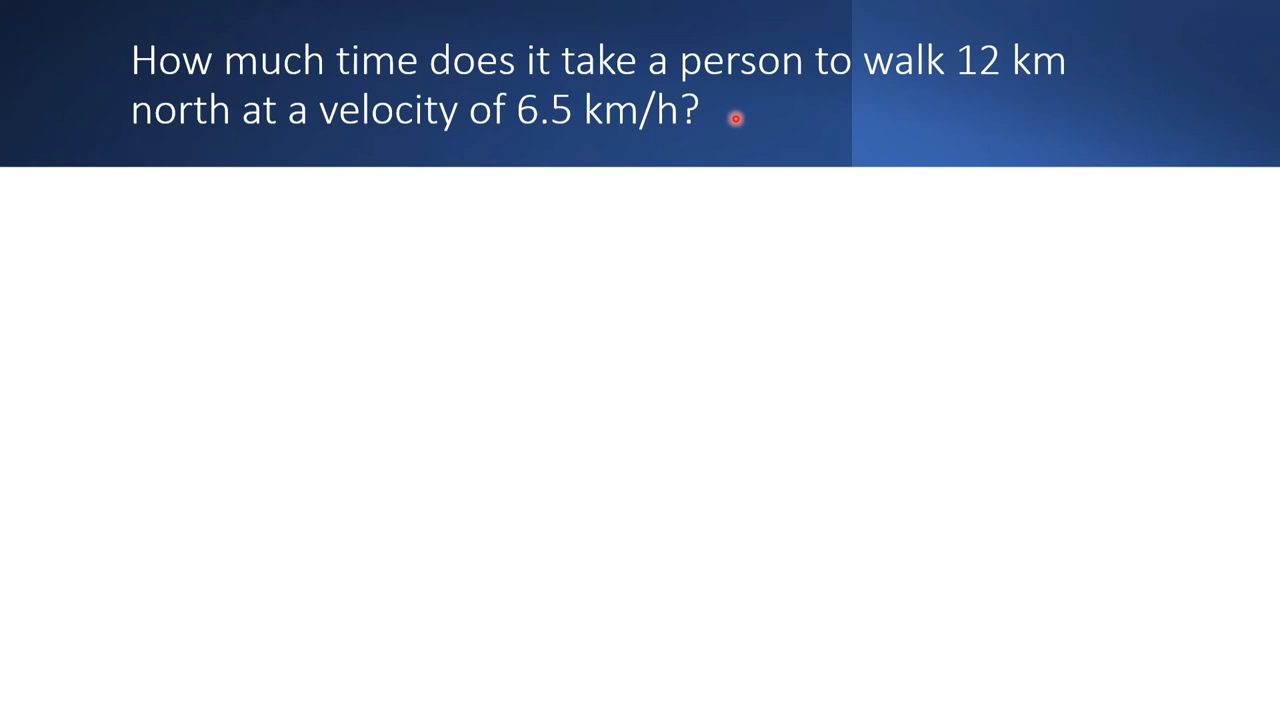 How much time does it take a person to walk 12 km
north at a velocity of 6.5 km/h?